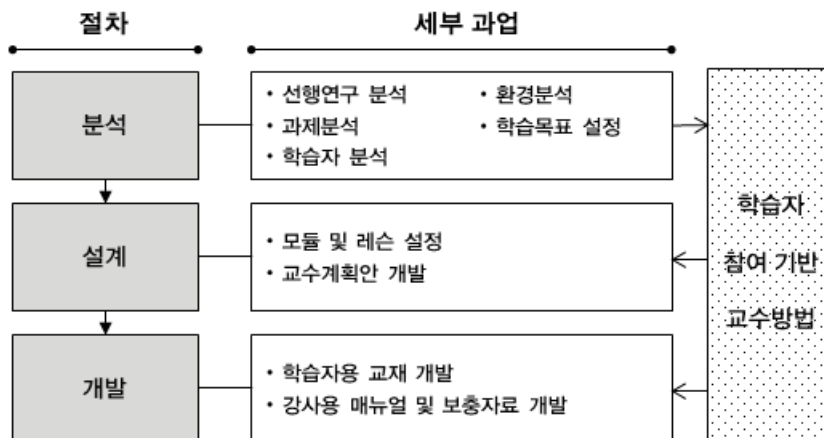 절차
세부 과업
분석
• 선행연구 분석
• 과제분석
• 학습자 분석
• 환경분석
• 학습목표 설정
설계
• 모듈 및 레슨 설정
• 교수계획안 개발
개발
• 학습자용 교재 개발
• 강사용 매뉴얼 및 보충자료 개발
학습자
참여 기반
교수방법